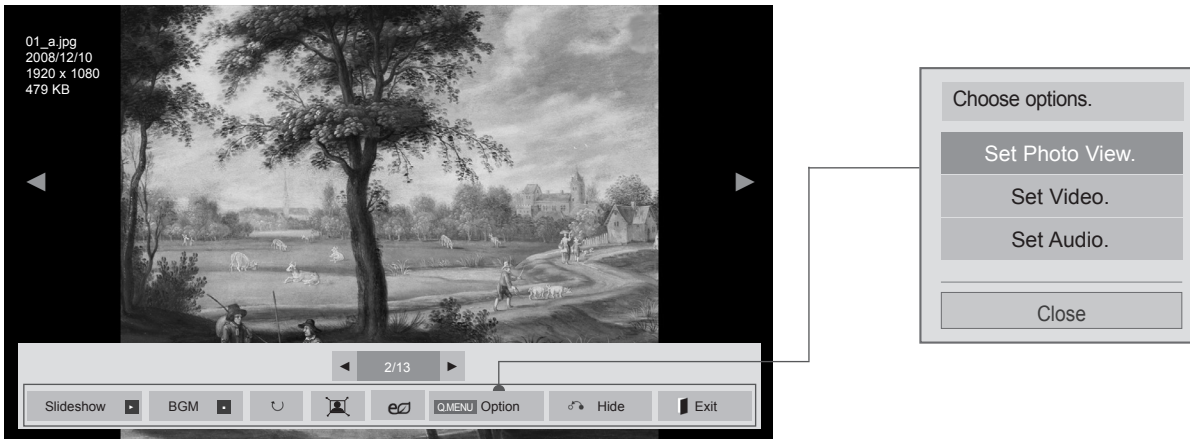 01_a.jpg
2008/12/10
1920 x 1080
479 KB
2/13
Slideshow
BGM
Q.MENU Option
Hide
Exit
Choose options.
Set Photo View.
Set Video.
Set Audio.
Close